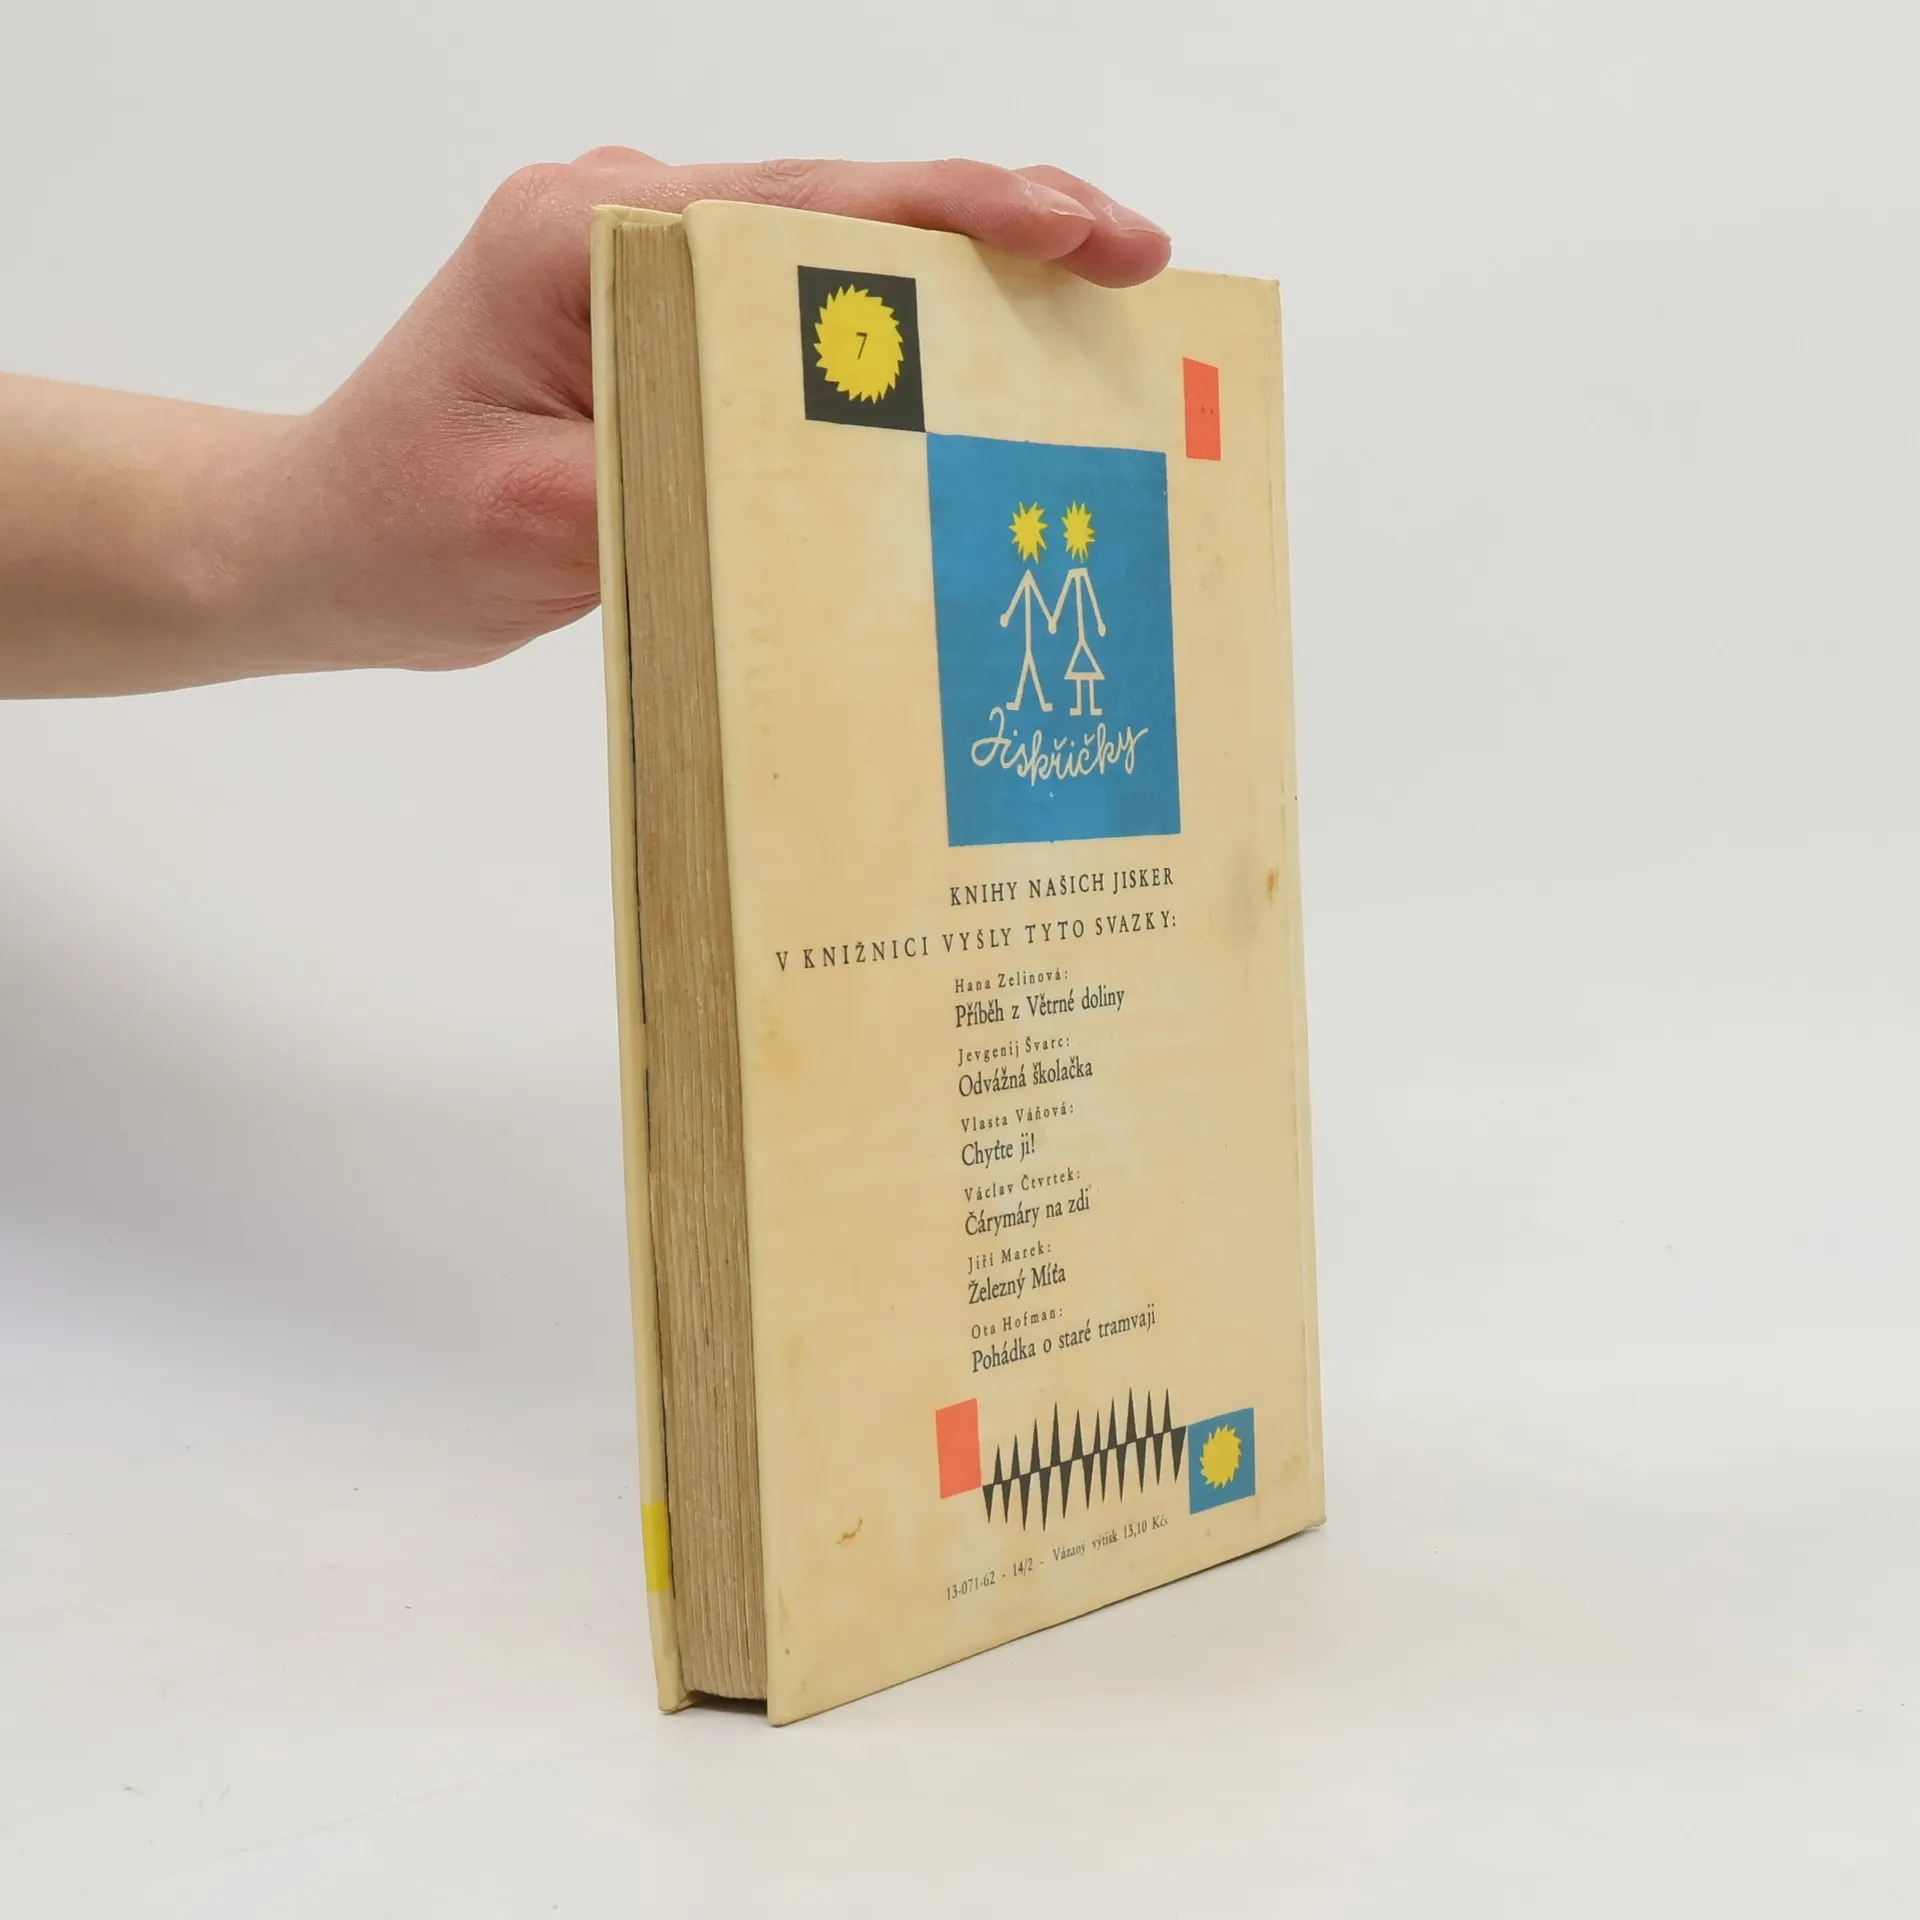 7
Jiskřičky
KNIHY NAŠICH JISKER
V KNIŽNICI VYŠLY TYTO SVAZKY:
Hana Zelinová:
Příběh z Větrné doliny
Jevgenij Švarc:
Odvážná školačka
Vlasta Váňová:
Chyťte ji!
Václav Čtvrtek:
Čárymáry na zdi
Jiří Marek:
Železný Míťa
Ota Hofman:
Pohádka o staré tramvaji
13-071-62 - 14/2 - Vázaný výtisk 13,10 Kčs